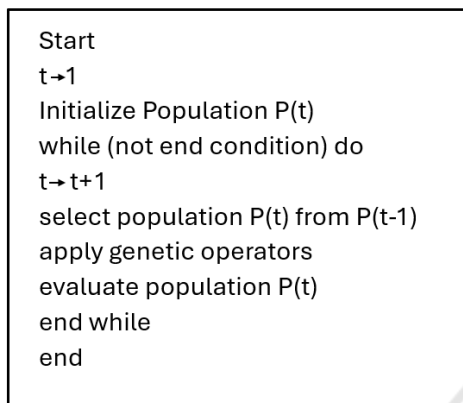 Start
t→1
Initialize Population P(t)
while (not end condition) do
t→ t+1
select population P(t) from P(t-1)
apply genetic operators
evaluate population P(t)
end while
end